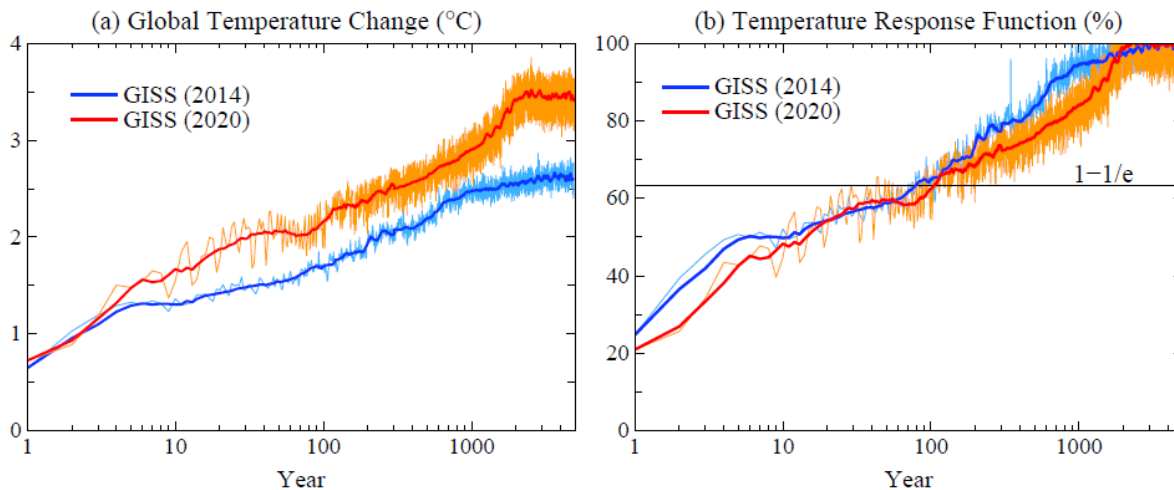 (a) Global Temperature Change (°C)
4
3
2
1
0
GISS (2014)
GISS (2020)
1
10
100
1000
Year
(b) Temperature Response Function (%)
100
80
60
40
20
0
GISS (2014)
GISS (2020)
1−1/e
1
10
100
1000
Year